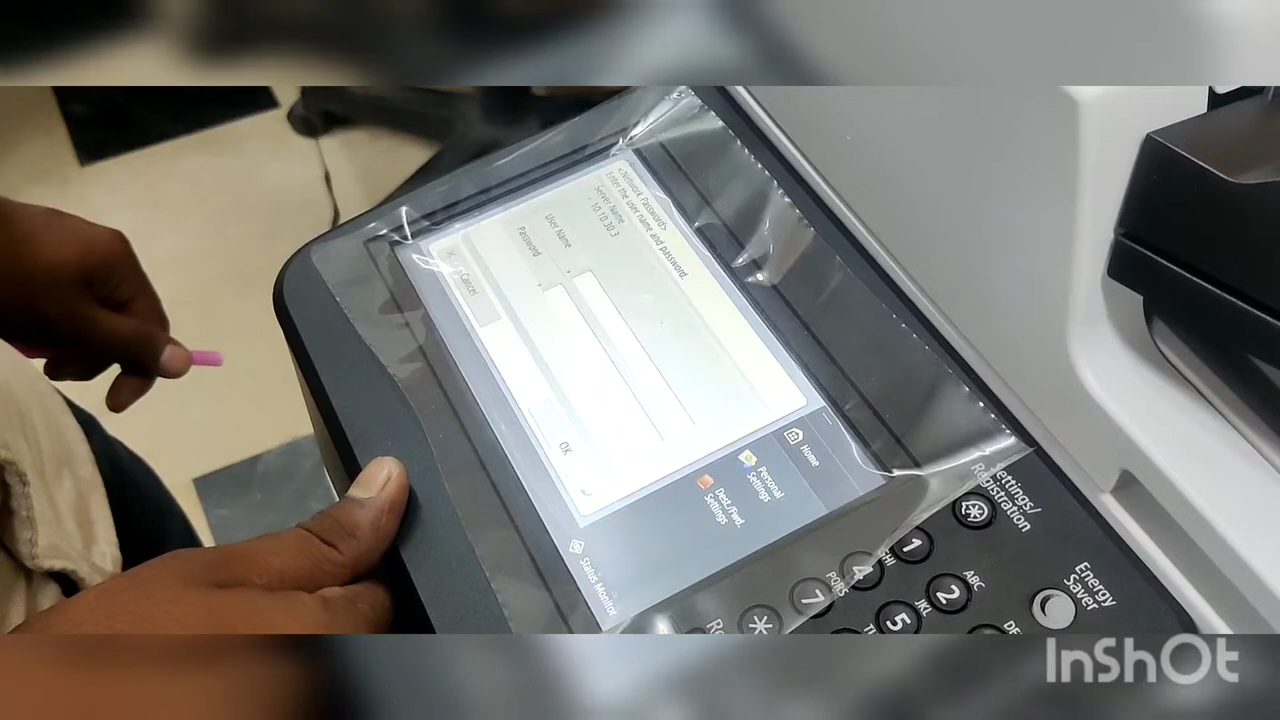 <Network Password>
Enter the user name and password.
Server Name
10.10.30.3
User Name
Password
Cancel
OK
Home
Personal
Settings
Dest./Fwd.
Settings
Status Monitor
Settings/
Registration
Energy
Saver
1
2
ABC
4
GHI
5
JKL
7
PQRS
*
InShOt